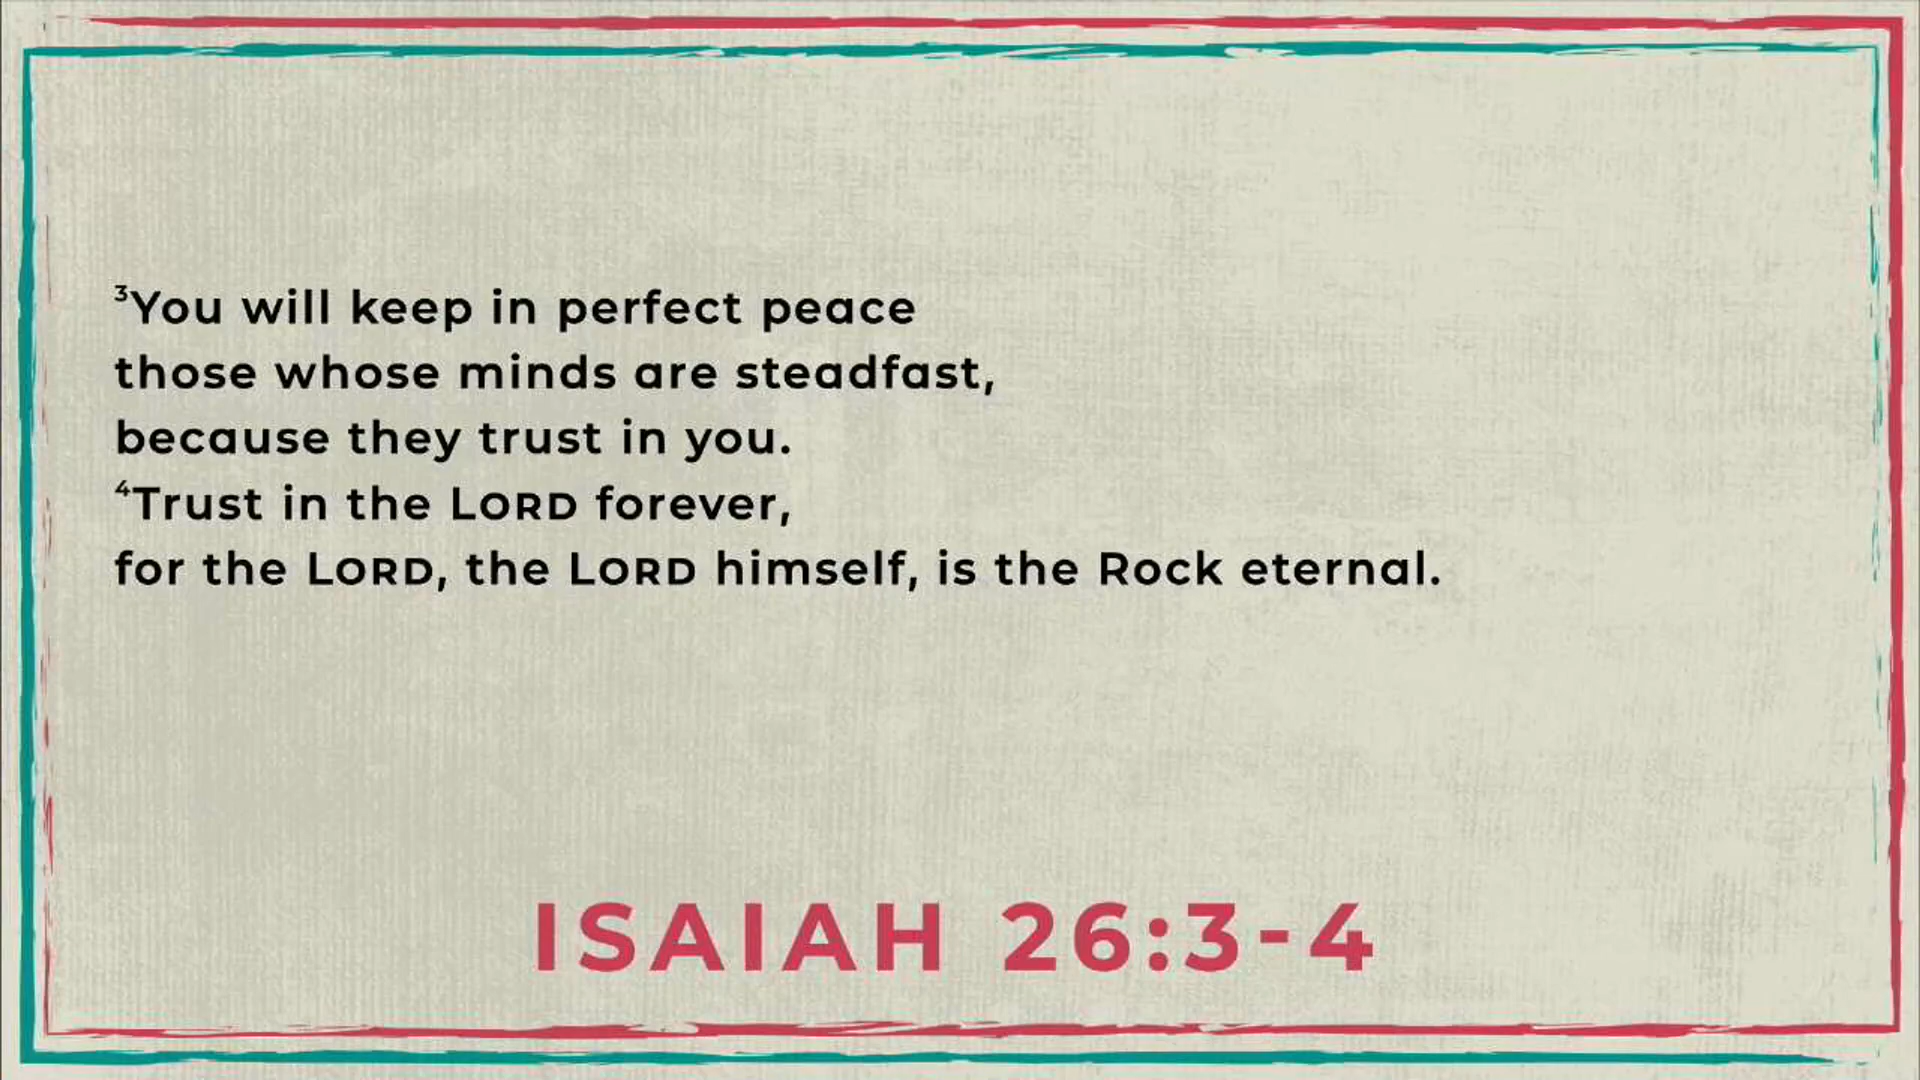 ³You will keep in perfect peace
those whose minds are steadfast,
because they trust in you.
⁴Trust in the LORD forever,
for the LORD, the LORD himself, is the Rock eternal.
ISAIAH 26:3-4